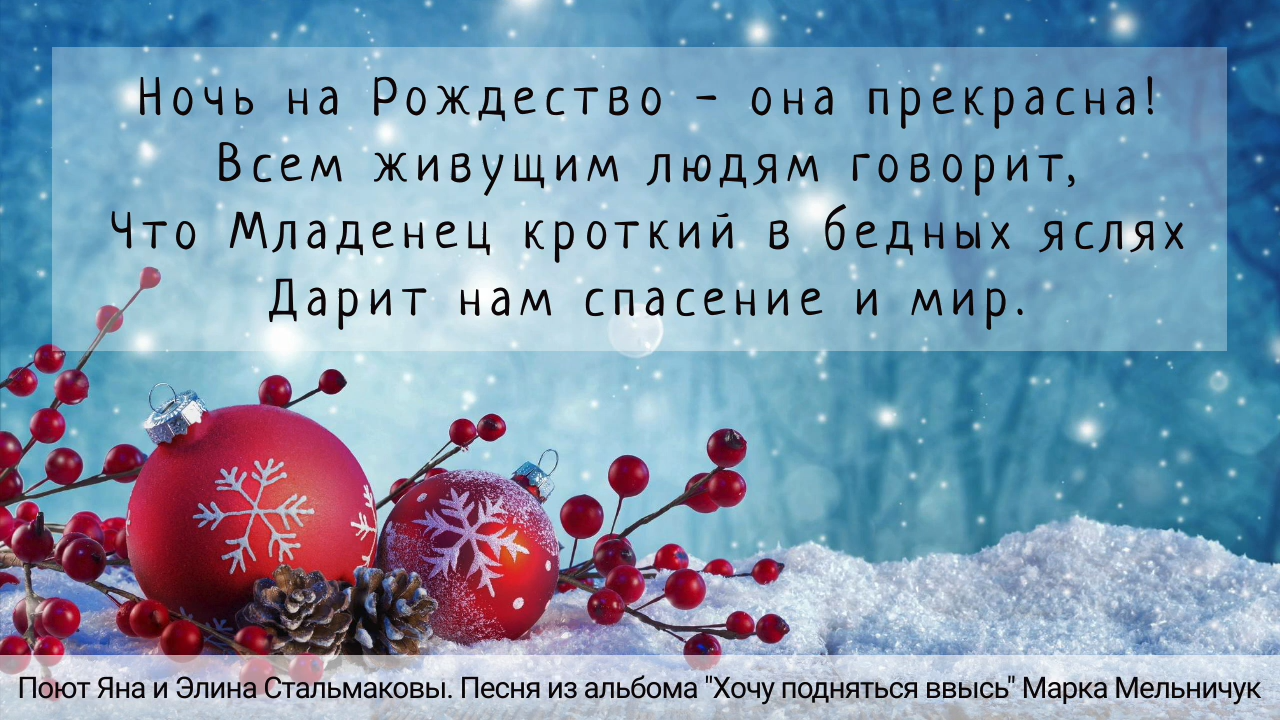 Ночь на Рождество - она прекрасна!
Всем живущим людям говорит,
Что Младенец кроткий в бедных яслях
Дарит нам спасение и мир.
Поют Яна и Элина Стальмаковы. Песня из альбома "Хочу подняться ввысь" Марка Мельничук